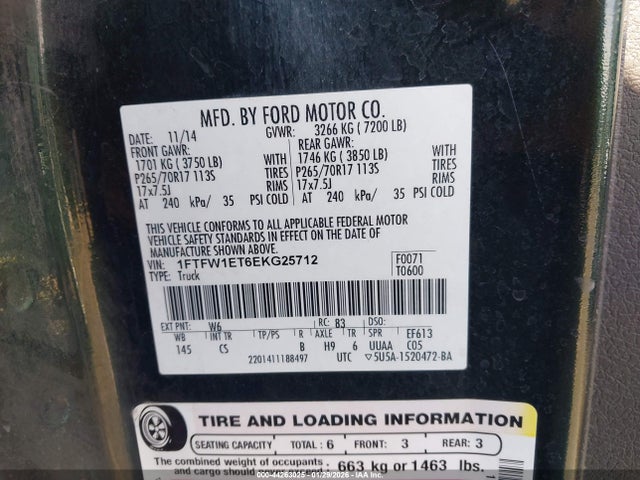 MFD. BY FORD MOTOR CO.
DATE: 11/14 GVWR: 3266 KG ( 7200 LB)
FRONT GAWR: REAR GAWR:
1701 KG ( 3750 LB) WITH 1746 KG ( 3850 LB) WITH
P265/70R17 113S TIRES P265/70R17 113S TIRES
17x7.5J RIMS 17x7.5J RIMS
AT 240 kPa/ 35 PSI COLD AT 240 kPa/ 35 PSI COLD
THIS VEHICLE CONFORMS TO ALL APPLICABLE FEDERAL MOTOR
VEHICLE SAFETY STANDARDS IN EFFECT ON THE DATE OF
MANUFACTURE SHOWN ABOVE.
VIN: 1FTFW1ET6EKG25712 F0071
TYPE: Truck T0600
EXT PNT: W6 RC: B3 DSO:
WB INT TR TP/PS R AXLE TR SPR EF613
145 CS B H9 6 UUAA C05
2201411188497 UTC 5U5A-1520472-BA
TIRE AND LOADING INFORMATION
SEATING CAPACITY TOTAL : 6 FRONT: 3 REAR: 3
The combined weight of occupants
and cargo should : 663 kg or 1463 lbs.
000-44263025 - 01/29/2026 - IAA Inc.